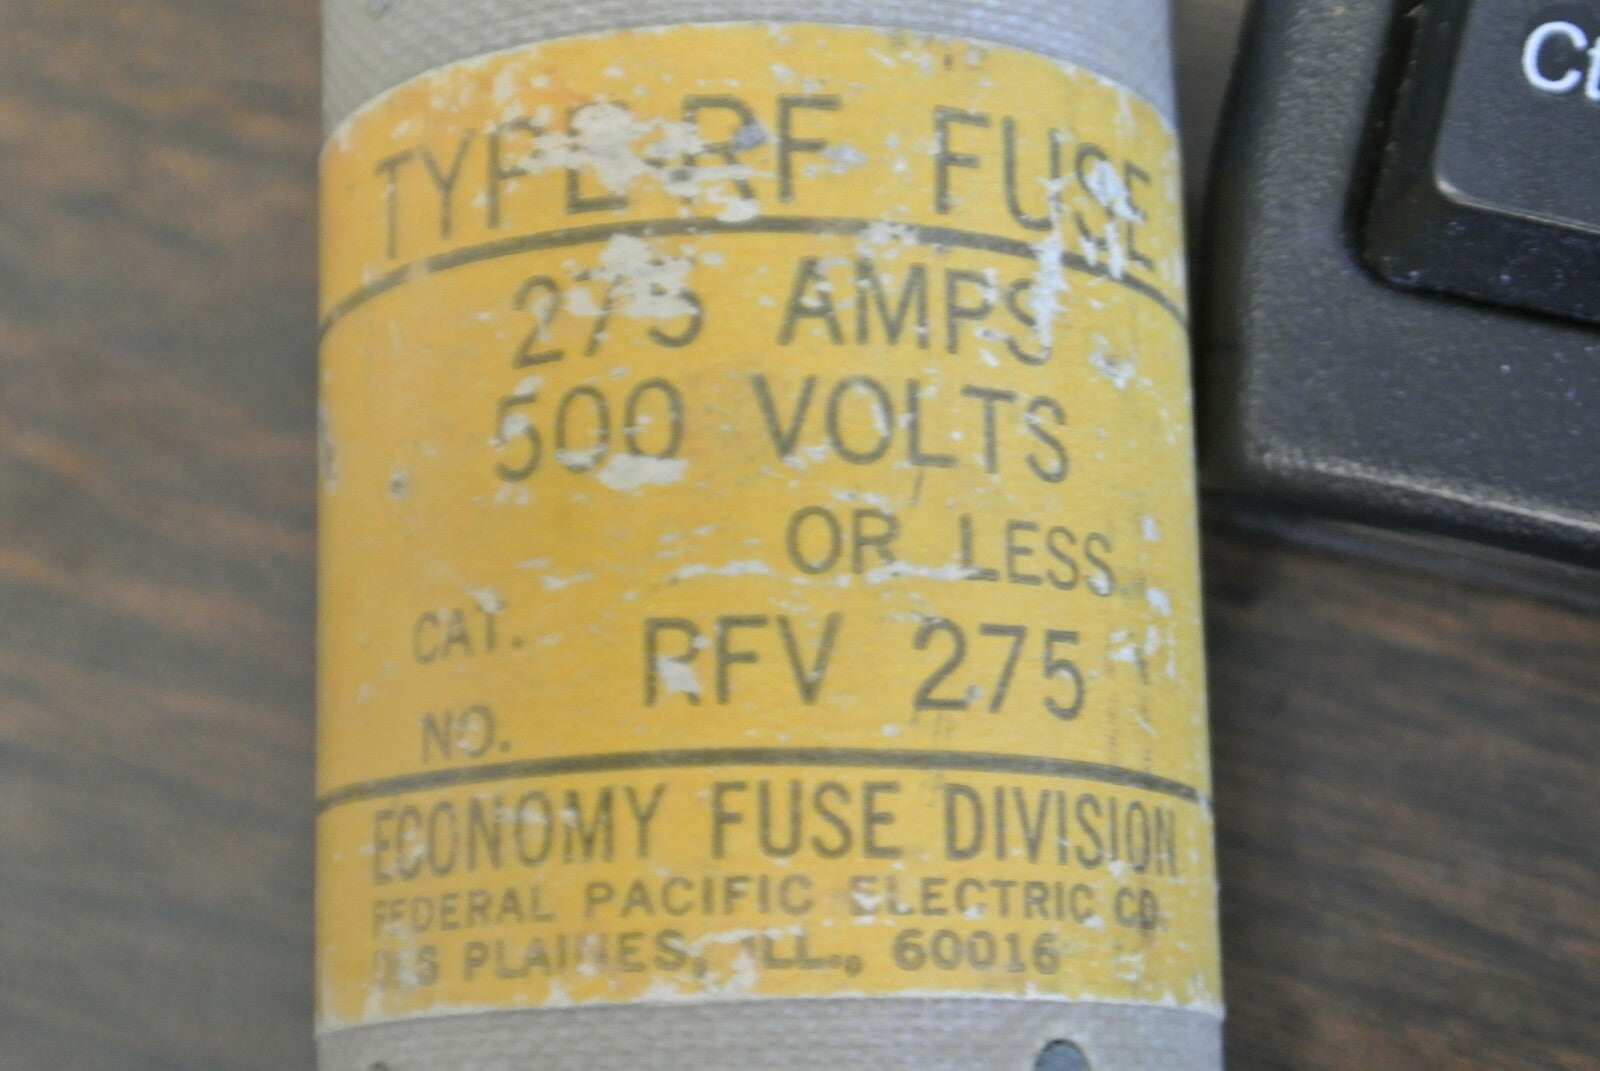 TYPE RF FUSE
275 AMPS
500 VOLTS
OR LESS
CAT. RFV 275
NO.
ECONOMY FUSE DIVISION
FEDERAL PACIFIC ELECTRIC CO.
DES PLAINES, ILL., 60016